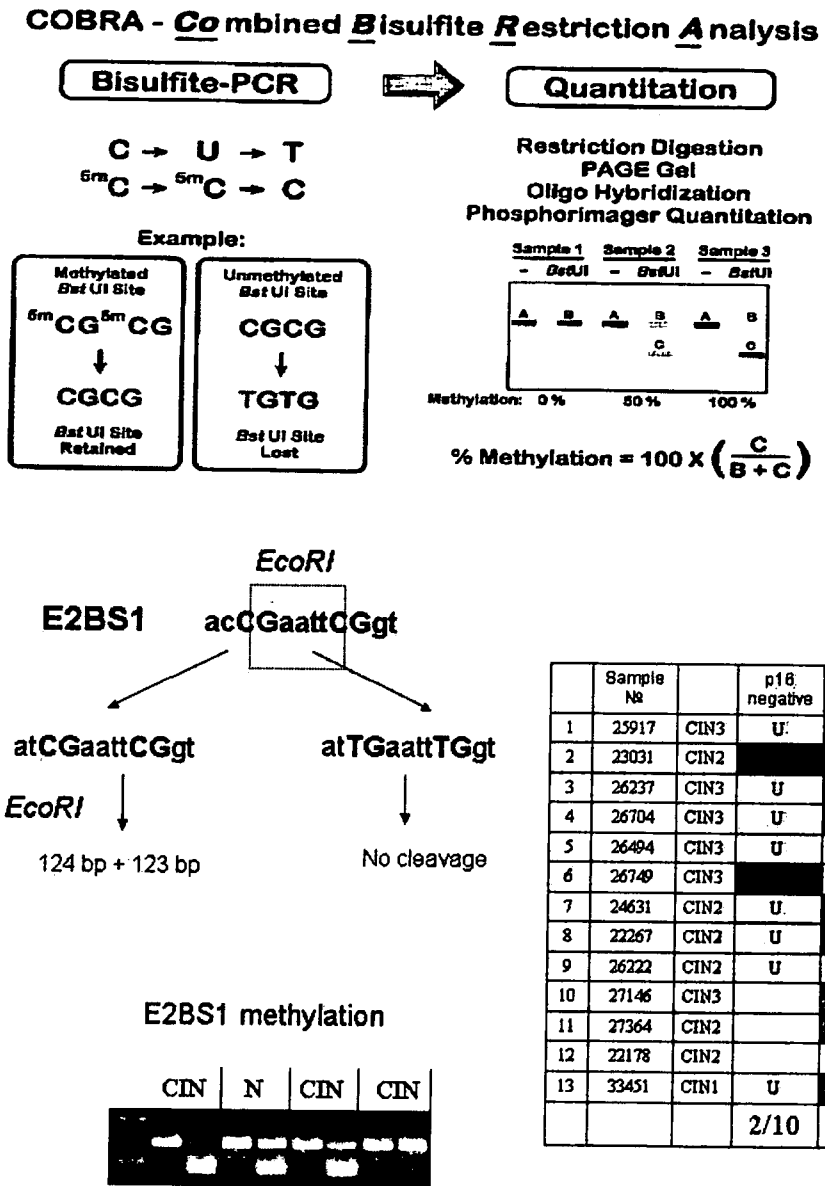 COBRA - Combined Bisulfite Restriction Analysis
Bisulfite-PCR
C → U → T
5mC → 5mC → C
Example:
Methylated
Bst UI Site
5mCG5mCG
CGCG
Bst UI Site
Retained
Unmethylated
Bst UI Site
CGCG
TGTG
Bst UI Site
Lost
Quantitation
Restriction Digestion
PAGE Gel
Oligo Hybridization
Phosphorimager Quantitation
Sample 1 Sample 2 Sample 3
– BstUI – BstUI – BstUI
A B A B A B
C C
Methylation: 0 % 50 % 100 %
% Methylation = 100 X (C / B + C)
EcoRI
E2BS1 acCGaattCGgt
atCGaattCGgt atTGaattTGgt
EcoRI
124 bp + 123 bp No cleavage
E2BS1 methylation
CIN N CIN CIN
Sample № p16 negative
1 25917 CIN3 U
2 23031 CIN2
3 26237 CIN3 U
4 26704 CIN3 U
5 26494 CIN3 U
6 26749 CIN3
7 24631 CIN2 U
8 22267 CIN2 U
9 26222 CIN2 U
10 27146 CIN3
11 27364 CIN2
12 22178 CIN2
13 33451 CIN1 U
2/10